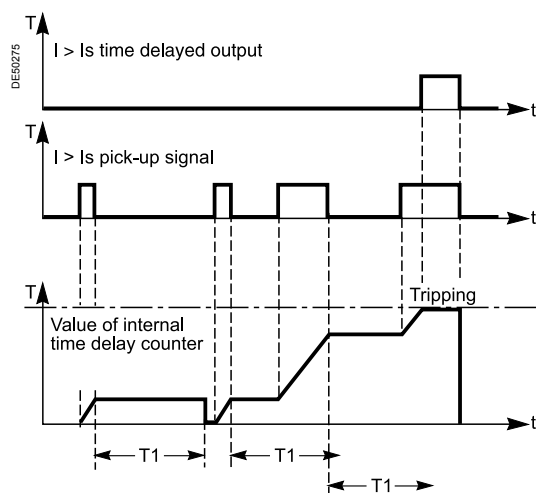 DE50275
T
I > Is time delayed output
t
T
I > Is pick-up signal
t
T
Tripping
Value of internal
time delay counter
t
T1
T1
T1